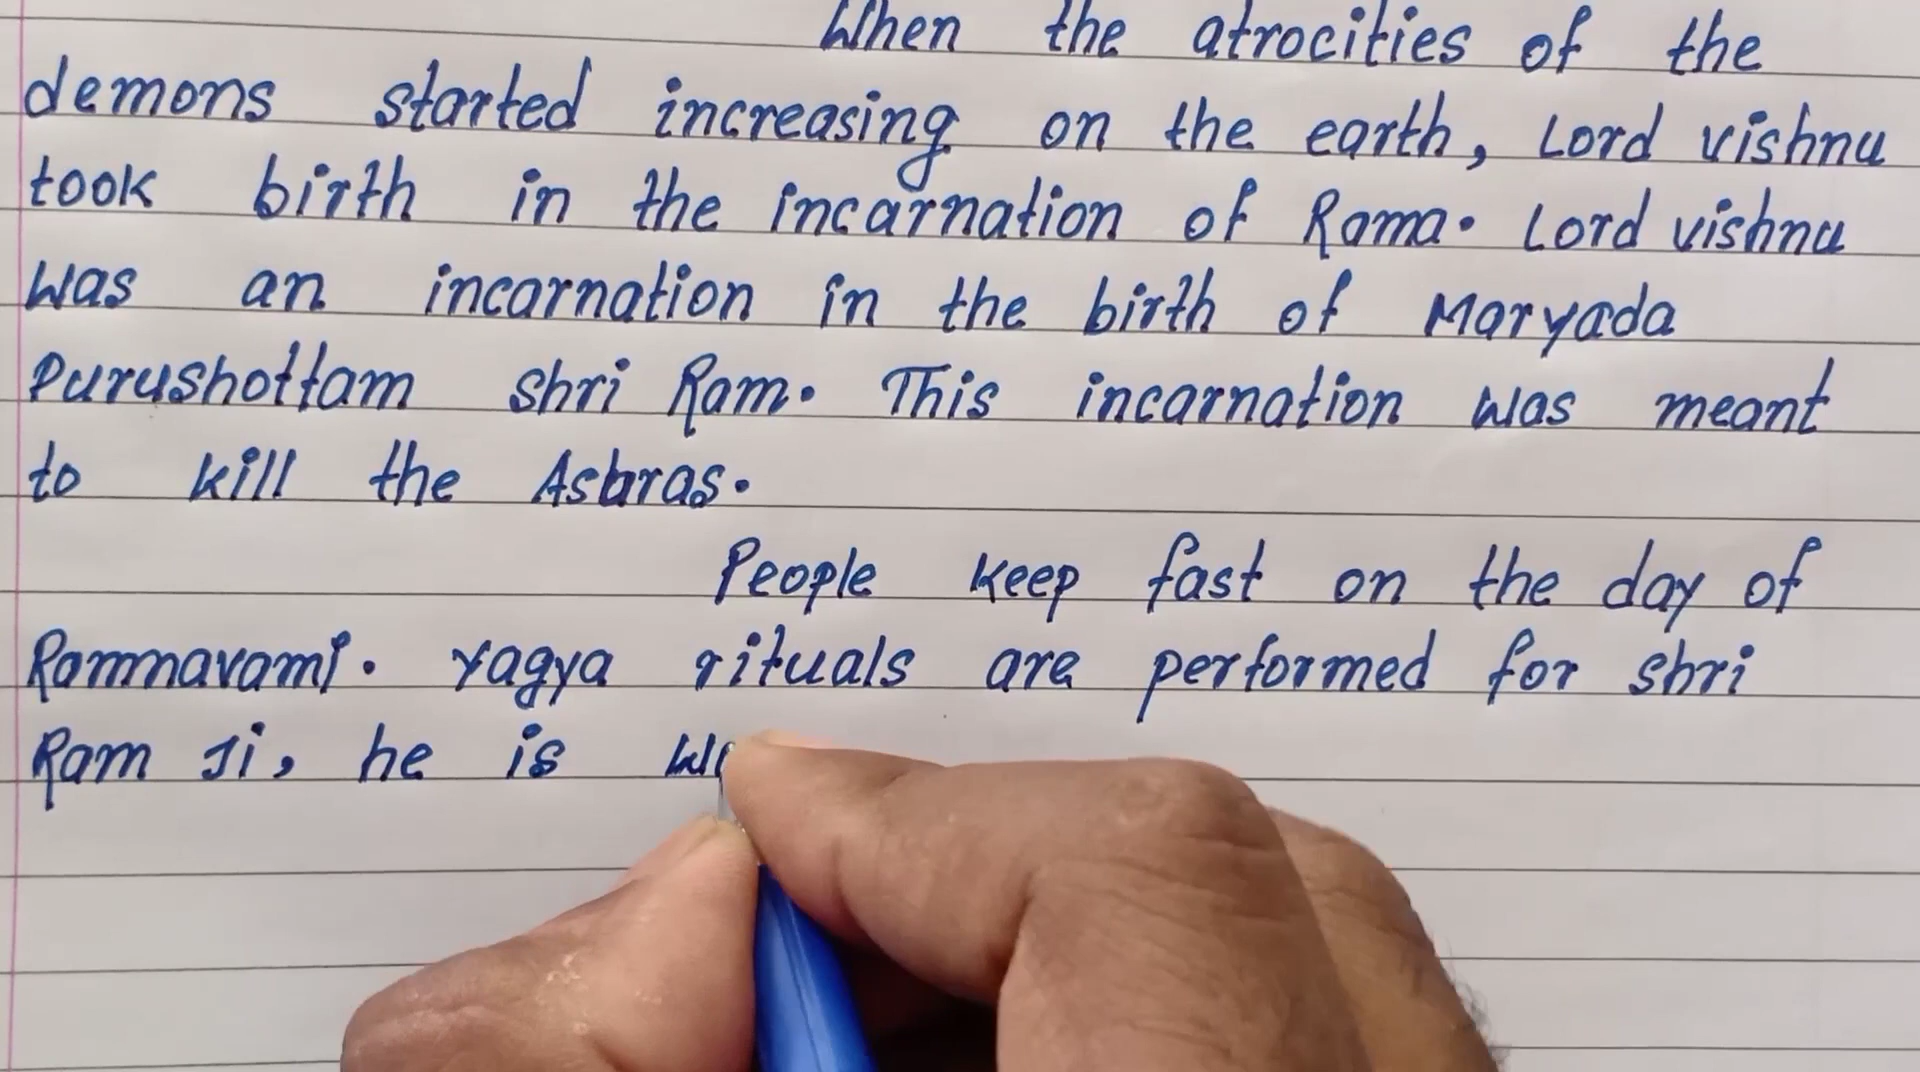 When the atrocities of the
demons started increasing on the earth, Lord vishnu
took birth in the incarnation of Rama. Lord vishnu
was an incarnation in the birth of Maryada
Purushottam shri Ram. This incarnation was meant
to kill the Asuras.
People keep fast on the day of
Ramnavami. Yagya rituals are performed for shri
Ram Ji, he is